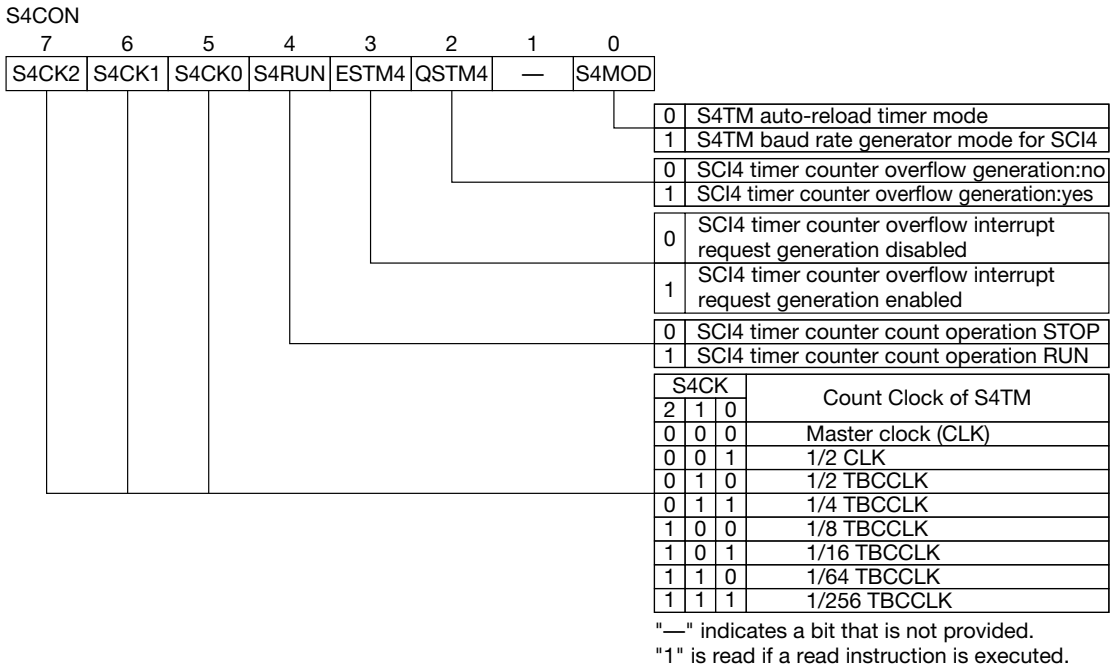 S4CON
7 6 5 4 3 2 1 0
S4CK2 S4CK1 S4CK0 S4RUN ESTM4 QSTM4 — S4MOD
0 S4TM auto-reload timer mode
1 S4TM baud rate generator mode for SCI4
0 SCI4 timer counter overflow generation:no
1 SCI4 timer counter overflow generation:yes
0 SCI4 timer counter overflow interrupt
request generation disabled
1 SCI4 timer counter overflow interrupt
request generation enabled
0 SCI4 timer counter count operation STOP
1 SCI4 timer counter count operation RUN
S4CK Count Clock of S4TM
2 1 0
0 0 0 Master clock (CLK)
0 0 1 1/2 CLK
0 1 0 1/2 TBCCLK
0 1 1 1/4 TBCCLK
1 0 0 1/8 TBCCLK
1 0 1 1/16 TBCCLK
1 1 0 1/64 TBCCLK
1 1 1 1/256 TBCCLK
"—" indicates a bit that is not provided.
"1" is read if a read instruction is executed.